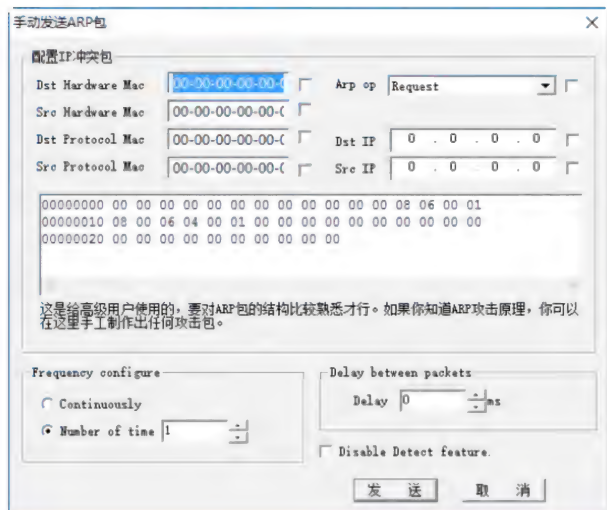 手动发送ARP包
配置IP冲突包
Dst Hardware Mac 00-00-00-00-00-0 Arp op Request
Src Hardware Mac 00-00-00-00-00-0
Dst Protocol Mac 00-00-00-00-00-0 Dst IP 0 . 0 . 0 . 0
Src Protocol Mac 00-00-00-00-00-0 Src IP 0 . 0 . 0 . 0
00000000 00 00 00 00 00 00 00 00 00 00 00 00 08 06 00 01
00000010 08 00 06 04 00 01 00 00 00 00 00 00 00 00 00 00
00000020 00 00 00 00 00 00 00 00 00 00
这是给高级用户使用的，要对ARP包的结构比较熟悉才行。如果你知道ARP攻击原理，你可以
在这里手工制作出任何攻击包。
Frequency configure
Delay between packets
Continuously
Delay 0 ms
Number of time 1
Disable Detect feature.
发 送 取 消